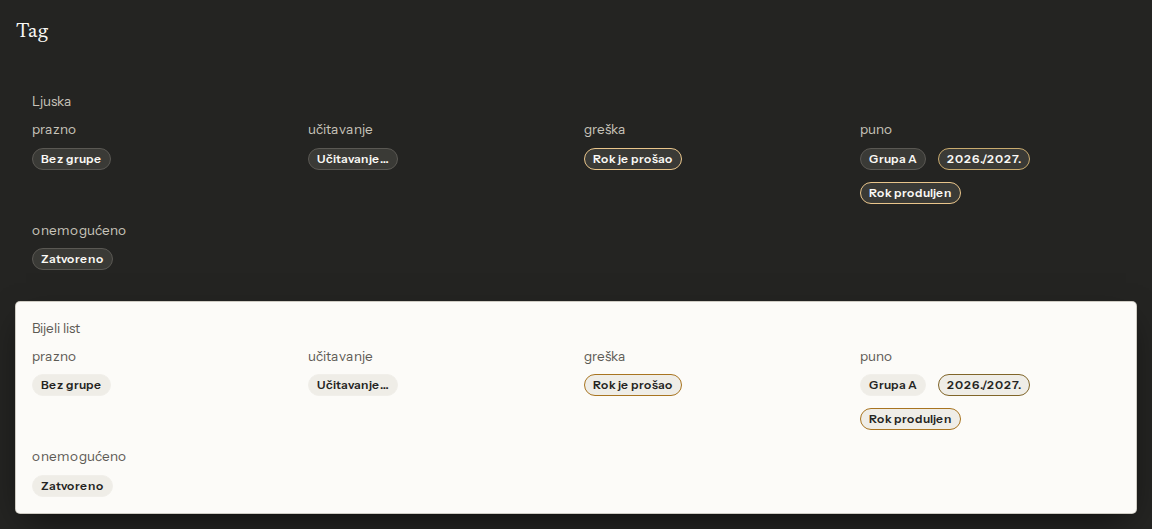 Tag
Ljuska
prazno učitavanje greška puno
Bez grupe Učitavanje... Rok je prošao Grupa A 2026./2027.
Rok produljen
onemogućeno
Zatvoreno
Bijeli list
prazno učitavanje greška puno
Bez grupe Učitavanje... Rok je prošao Grupa A 2026./2027.
Rok produljen
onemogućeno
Zatvoreno